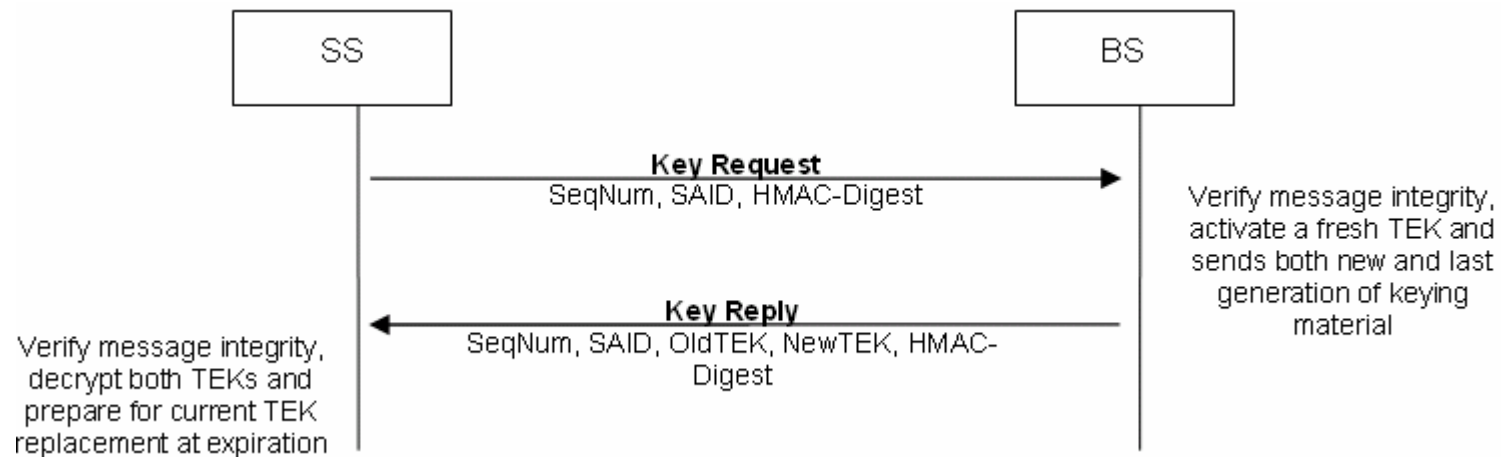 SS
BS
Key Request
SeqNum, SAID, HMAC-Digest
Verify message integrity,
activate a fresh TEK and
sends both new and last
generation of keying
material
Key Reply
SeqNum, SAID, OldTEK, NewTEK, HMAC-
Digest
Verify message integrity,
decrypt both TEKs and
prepare for current TEK
replacement at expiration